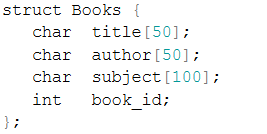 struct Books {
   char  title[50];
   char  author[50];
   char  subject[100];
   int   book_id;
};